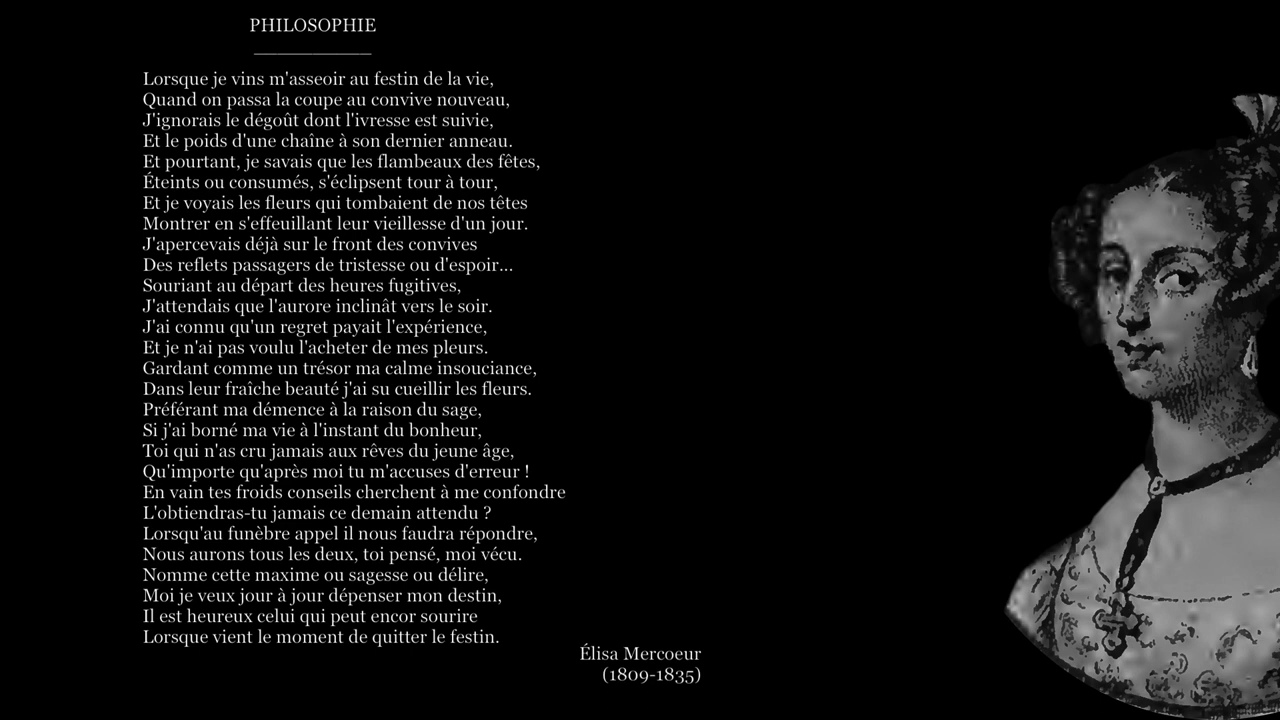 PHILOSOPHIE
Lorsque je vins m'asseoir au festin de la vie,
Quand on passa la coupe au convive nouveau,
J'ignorais le dégoût dont l'ivresse est suivie,
Et le poids d'une chaîne à son dernier anneau.
Et pourtant, je savais que les flambeaux des fêtes,
Éteints ou consumés, s'éclipsent tour à tour,
Et je voyais les fleurs qui tombaient de nos têtes
Montrer en s'effeuillant leur vieillesse d'un jour.
J'apercevais déjà sur le front des convives
Des reflets passagers de tristesse ou d'espoir...
Souriant au départ des heures fugitives,
J'attendais que l'aurore inclinât vers le soir.
J'ai connu qu'un regret payait l'expérience,
Et je n'ai pas voulu l'acheter de mes pleurs.
Gardant comme un trésor ma calme insouciance,
Dans leur fraîche beauté j'ai su cueillir les fleurs.
Préférant ma démence à la raison du sage,
Si j'ai borné ma vie à l'instant du bonheur,
Toi qui n'as cru jamais aux rêves du jeune âge,
Qu'importe qu'après moi tu m'accuses d'erreur !
En vain tes froids conseils cherchent à me confondre
L'obtiendras-tu jamais ce demain attendu ?
Lorsqu'au funèbre appel il nous faudra répondre,
Nous aurons tous les deux, toi pensé, moi vécu.
Nomme cette maxime ou sagesse ou délire,
Moi je veux jour à jour dépenser mon destin,
Il est heureux celui qui peut encor sourire
Lorsque vient le moment de quitter le festin.
Élisa Mercoeur
(1809-1835)